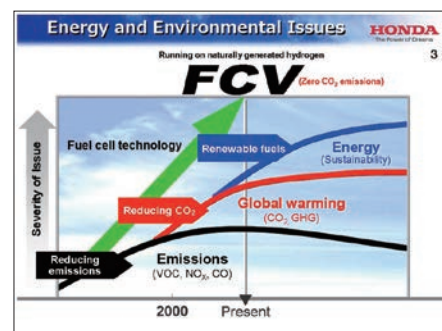 Energy and Environmental Issues
HONDA
The Power of Dreams
3
Running on naturally generated hydrogen
FCV (Zero CO₂ emissions)
Fuel cell technology
Renewable fuels
Energy
(Sustainability)
Severity of Issue
Reducing CO₂
Global warming
(CO₂, GHG)
Reducing
emissions
Emissions
(VOC, NOX, CO)
2000
Present